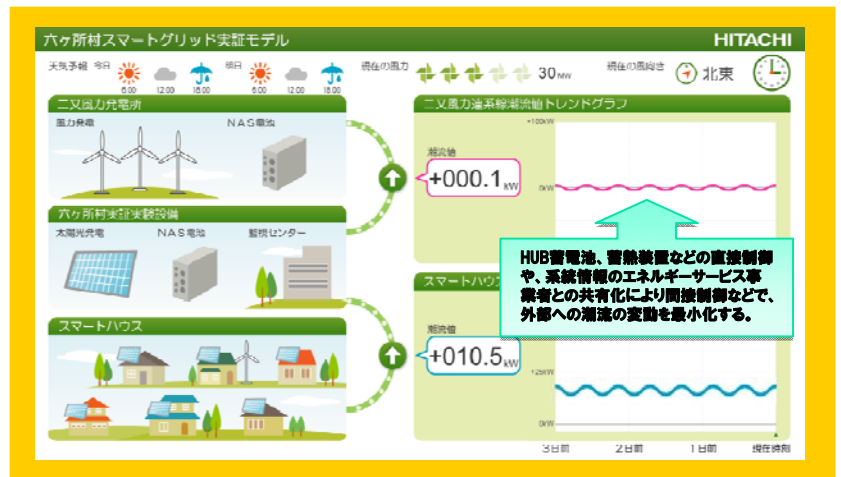 六ヶ所村スマートグリッド実証モデル
HITACHI
天気予報 今日
6:00 12:00 18:00
明日
6:00 12:00 18:00
現在の風力
30MW
現在の風向き
北東
二又風力発電所
風力発電 NAS電池
二又風力連系線潮流値トレンドグラフ
+100kW
潮流値
+000.1kW
0kW
六ヶ所村実証実験設備
太陽光発電 NAS電池 監視センター
HUB蓄電池、蓄熱装置などの直接制御
や、系統情報のエネルギーサービス事
業者との共有化により間接制御などで、
外部への潮流の変動を最小化する。
スマートハウス
スマートハウ
潮流値
+010.5kW
+25kW
0kW
3日前 2日前 1日前 現在時刻